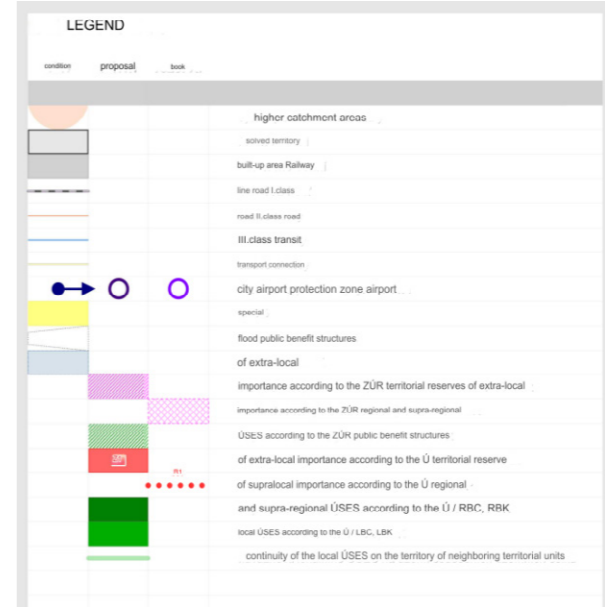 LEGEND
condition proposal book
higher catchment areas
solved territory
built-up area Railway
line road I.class
road II.class road
III.class transit
transport connection
city airport protection zone airport
special
flood public benefit structures
of extra-local
importance according to the ZÚR territorial reserves of extra-local
importance according to the ZÚR regional and supra-regional
ÚSES according to the ZÚR public benefit structures
of extra-local importance according to the Ú territorial reserve
R1
of supralocal importance according to the Ú regional
and supra-regional ÚSES according to the Ú / RBC, RBK
local ÚSES according to the Ú / LBC, LBK
continuity of the local ÚSES on the territory of neighboring territorial units